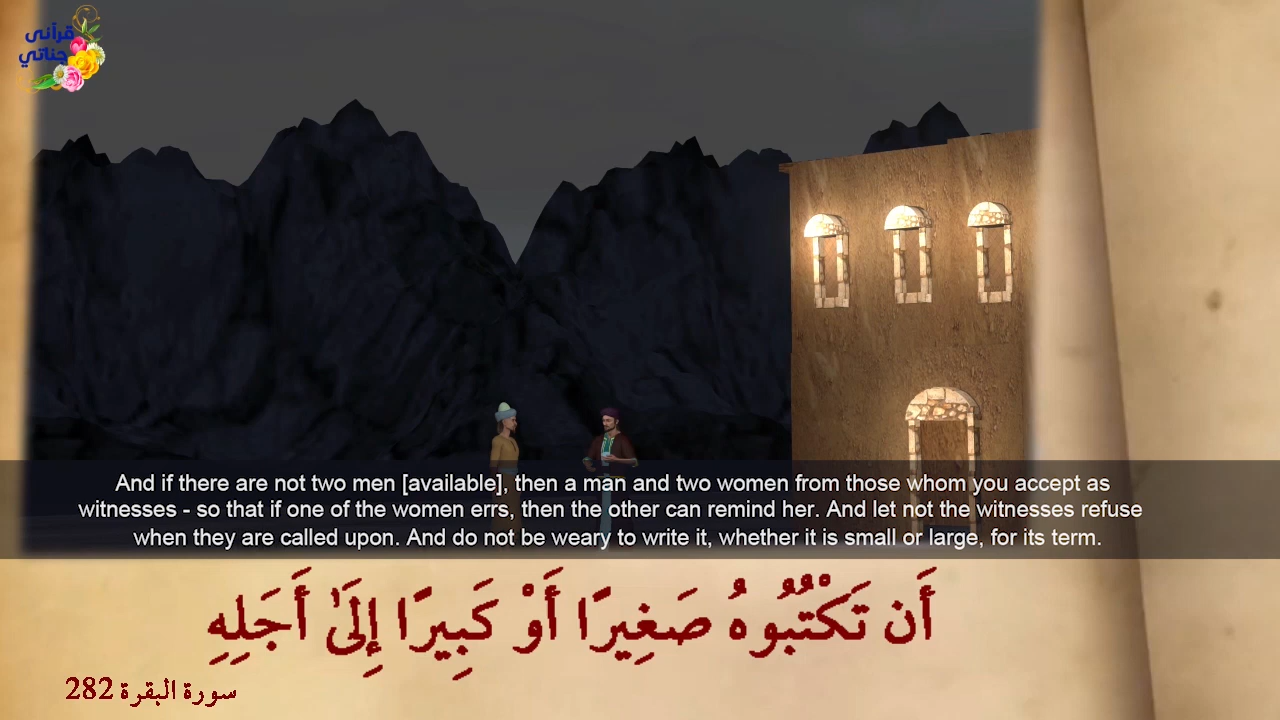 قرآنى
جناتي
And if there are not two men [available], then a man and two women from those whom you accept as
witnesses - so that if one of the women errs, then the other can remind her. And let not the witnesses refuse
when they are called upon. And do not be weary to write it, whether it is small or large, for its term.
أَن تَكْتُبُوهُ صَغِيرًا أَوْ كَبِيرًا إِلَىٰ أَجَلِهِ
سورة البقرة 282